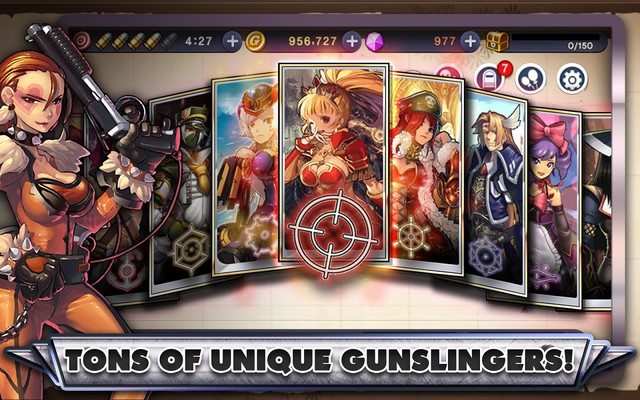 4:27 G 956,727 977 0/150
7
TONS OF UNIQUE GUNSLINGERS!